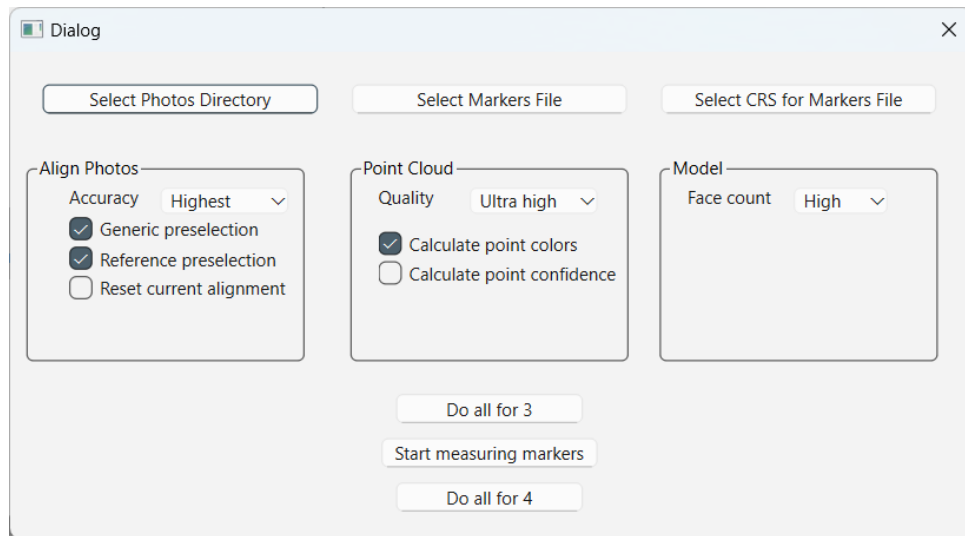 Dialog
Select Photos Directory
Select Markers File
Select CRS for Markers File
Align Photos
Accuracy Highest
Generic preselection
Reference preselection
Reset current alignment
Point Cloud
Quality Ultra high
Calculate point colors
Calculate point confidence
Model
Face count High
Do all for 3
Start measuring markers
Do all for 4